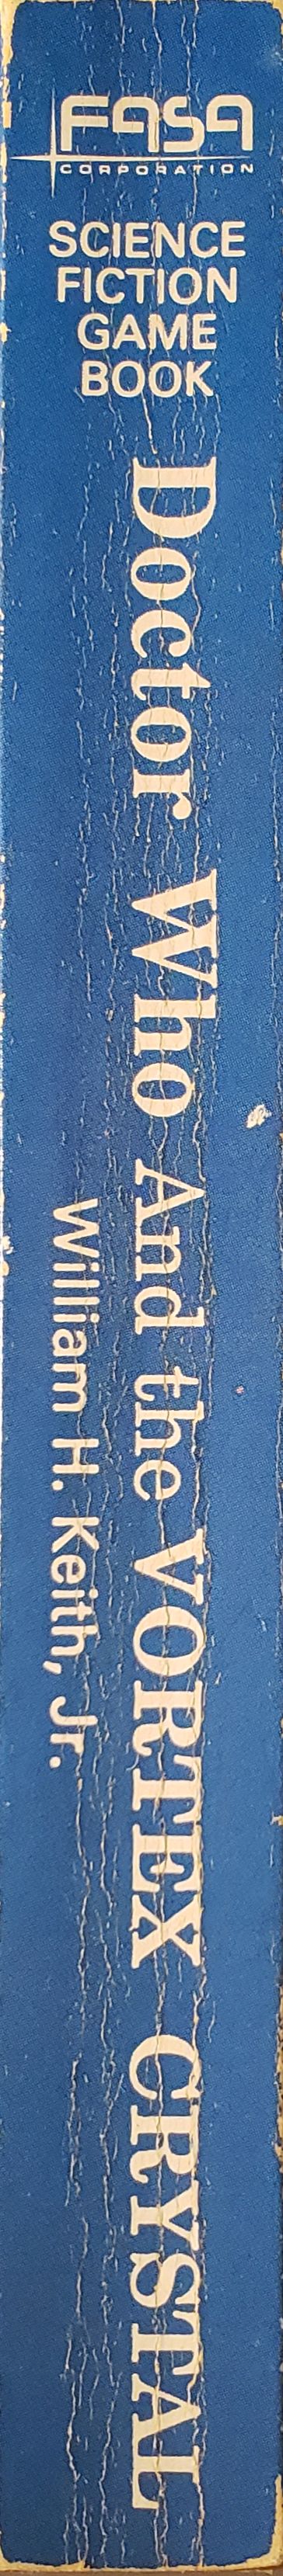 FASA
CORPORATION
SCIENCE
FICTION
GAME
BOOK
Doctor Who And the VORTEX CRYSTAL
William H. Keith, Jr.